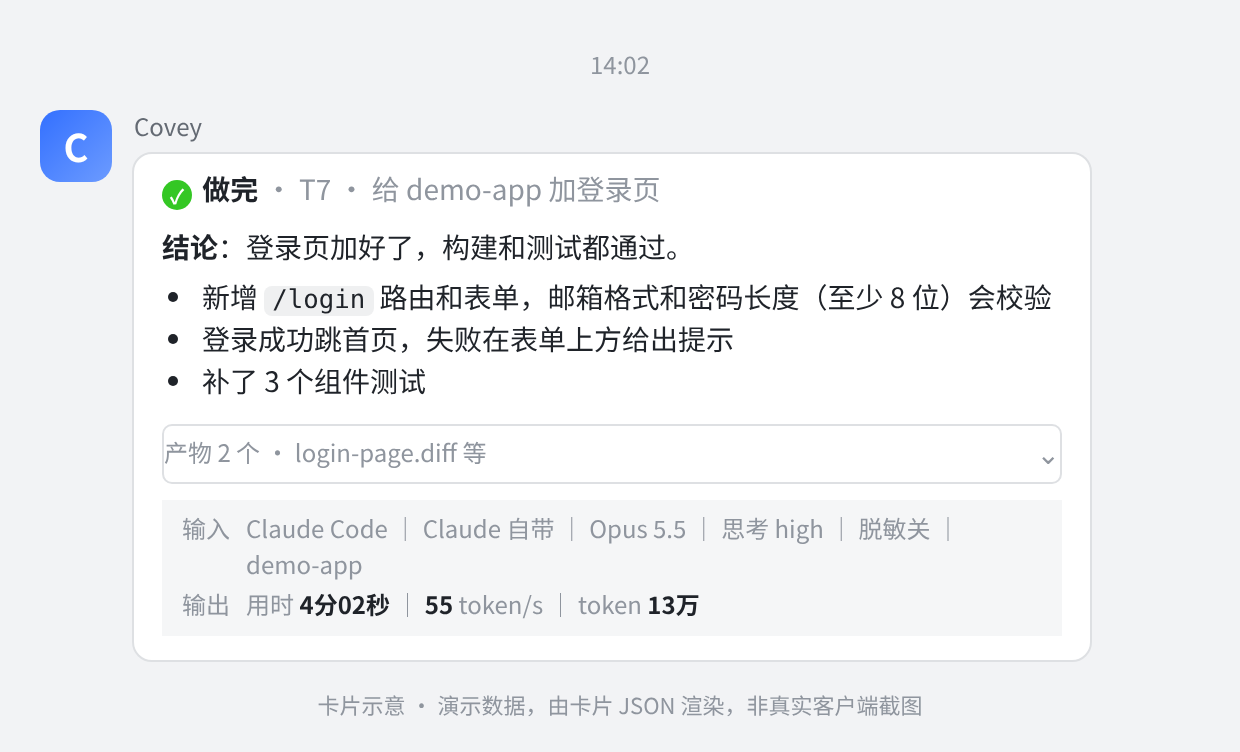 14:02
C
Covey
做完 · T7 · 给 demo-app 加登录页
结论：登录页加好了，构建和测试都通过。
• 新增 /login 路由和表单，邮箱格式和密码长度（至少 8 位）会校验
• 登录成功跳首页，失败在表单上方给出提示
• 补了 3 个组件测试
产物 2 个 · login-page.diff 等
输入 Claude Code | Claude 自带 | Opus 5.5 | 思考 high | 脱敏关 |
demo-app
输出 用时 4分02秒 | 55 token/s | token 13万
卡片示意 · 演示数据，由卡片 JSON 渲染，非真实客户端截图